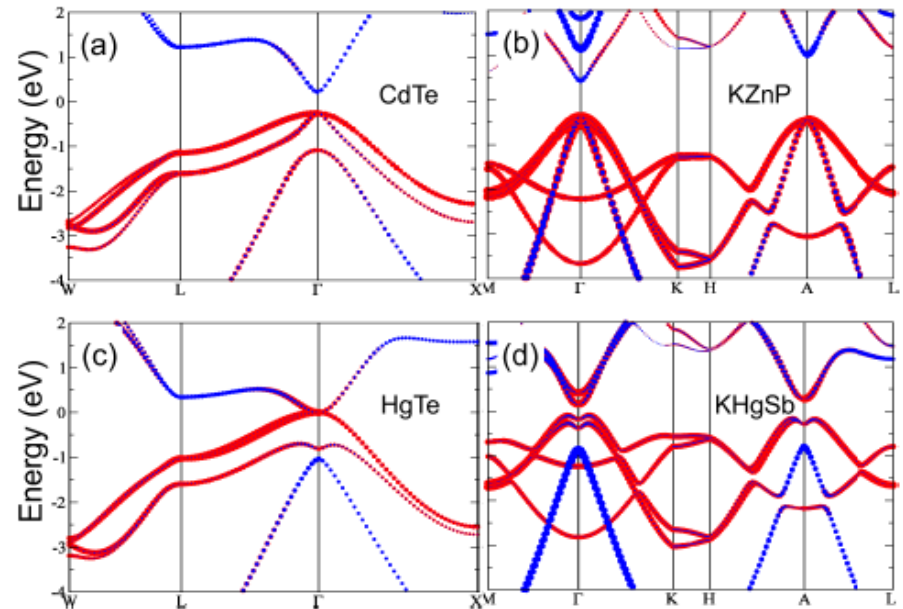 (a)
CdTe
Energy (eV)
2
1
0
-1
-2
-3
-4
W L Γ X
(b)
KZnP
M Γ K H A L
(c)
HgTe
Energy (eV)
2
1
0
-1
-2
-3
-4
W L Γ X
(d)
KHgSb
M Γ K H A L